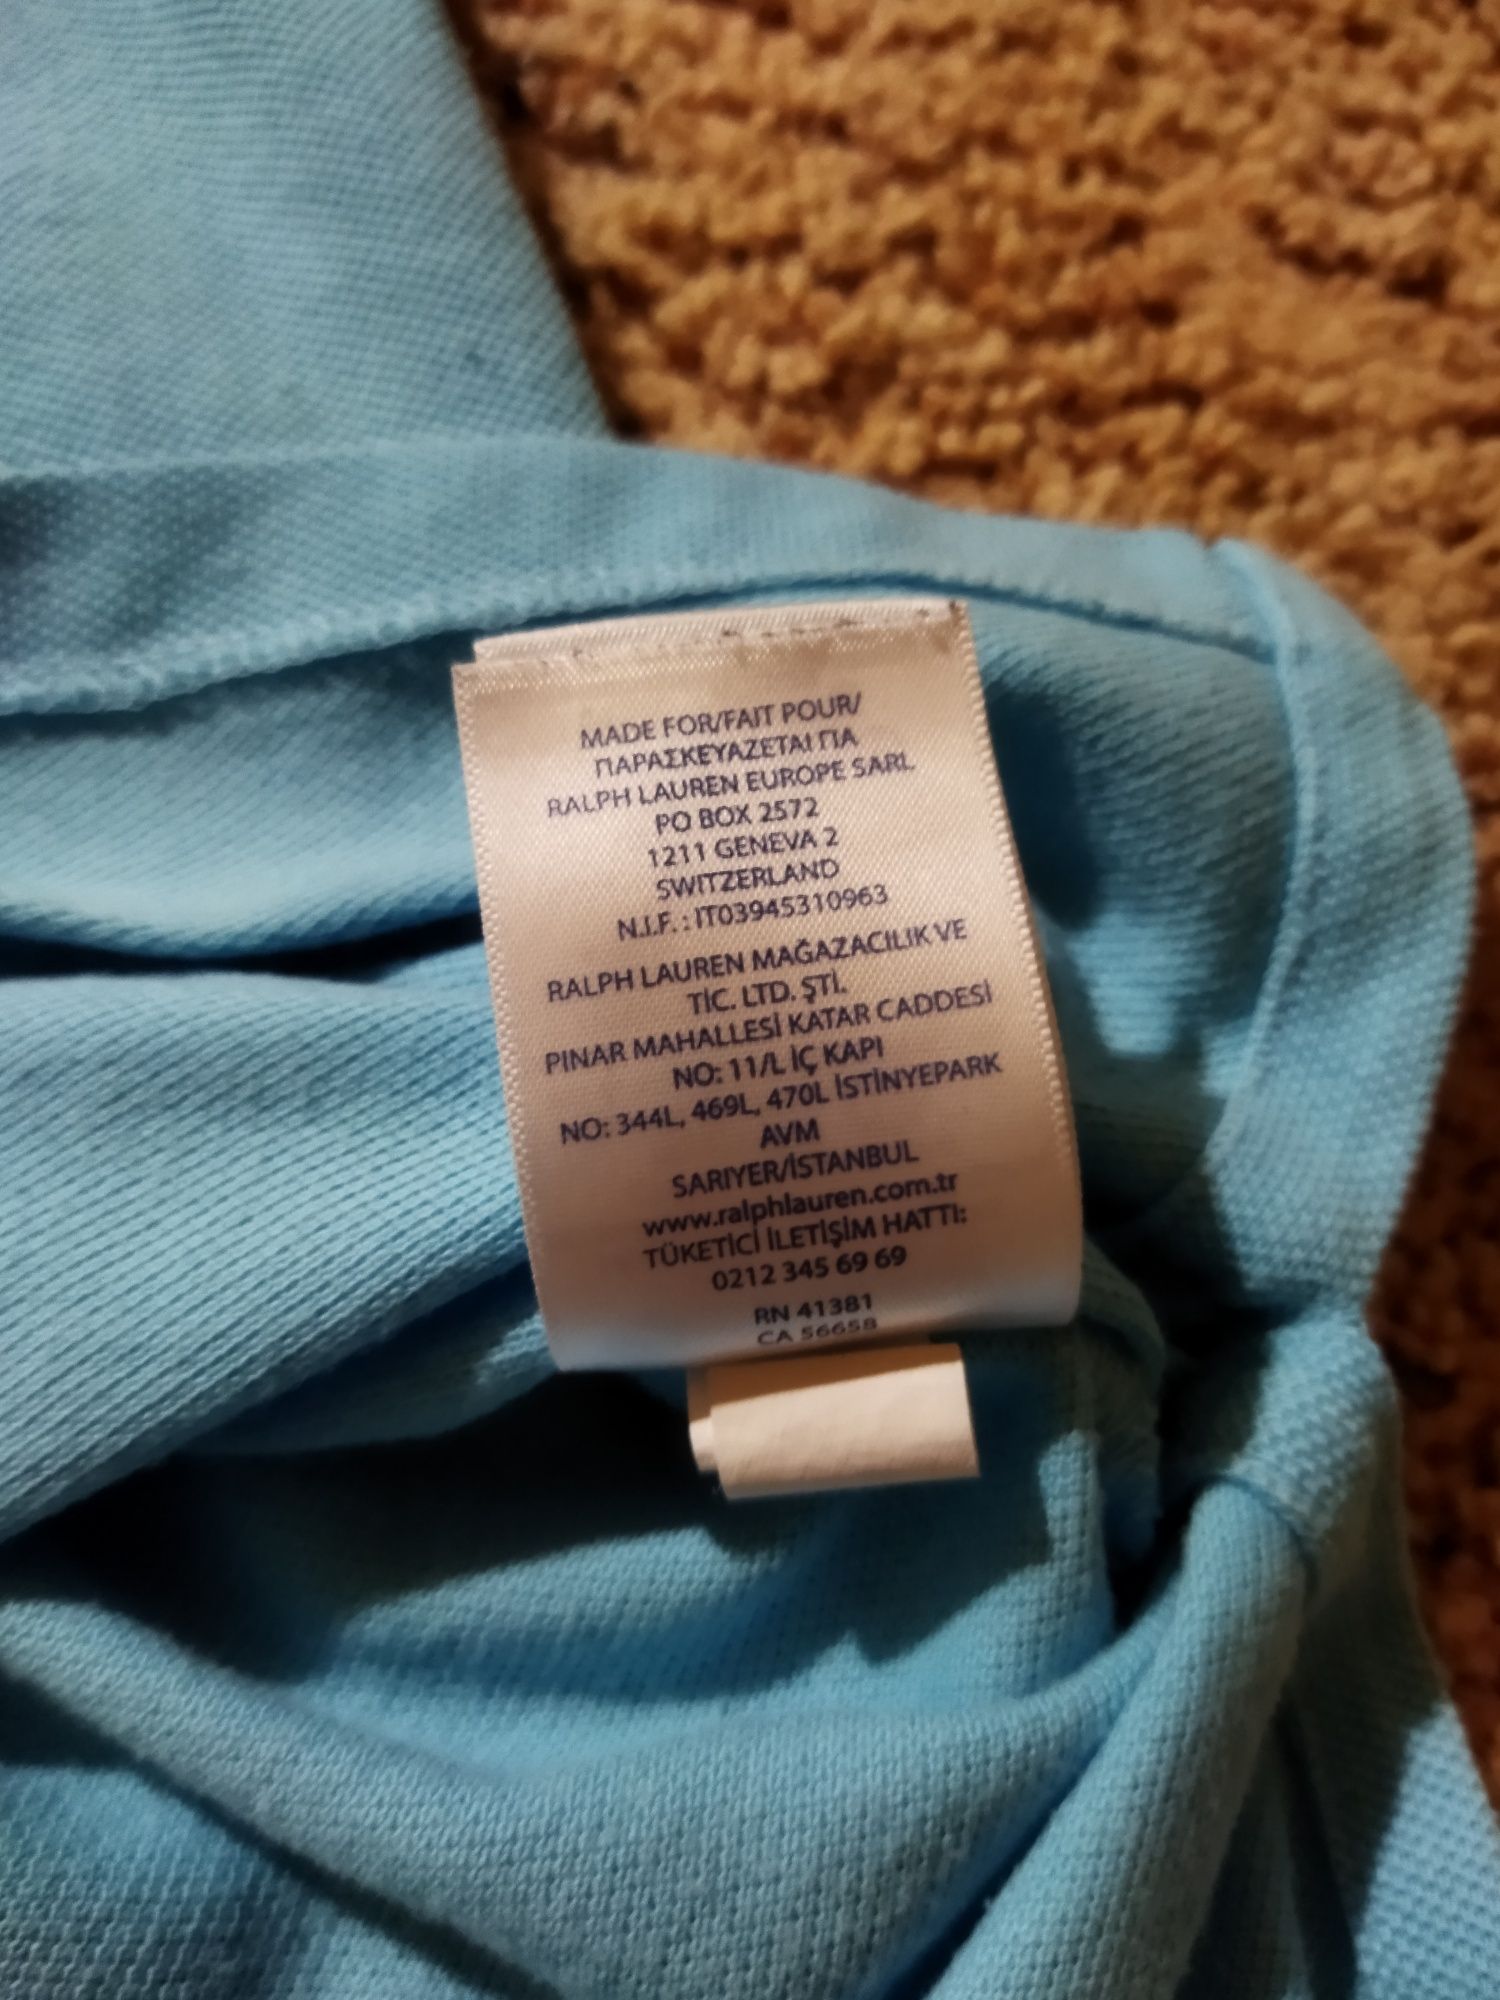 MADE FOR/FAIT POUR/
ΠΑΡΑΣΚΕΥΑΖΕΤΑΙ ΓΙΑ
RALPH LAUREN EUROPE SARL
PO BOX 2572
1211 GENEVA 2
SWITZERLAND
N.I.F. : IT03945310963
RALPH LAUREN MAĞAZACILIK VE
TİC. LTD. ŞTİ.
PINAR MAHALLESİ KATAR CADDESİ
NO: 11/L İÇ KAPI
NO: 344L, 469L, 470L İSTİNYEPARK
AVM
SARIYER/İSTANBUL
www.ralphlauren.com.tr
TÜKETİCİ İLETİŞİM HATTI:
0212 345 69 69
RN 41381
CA 56658